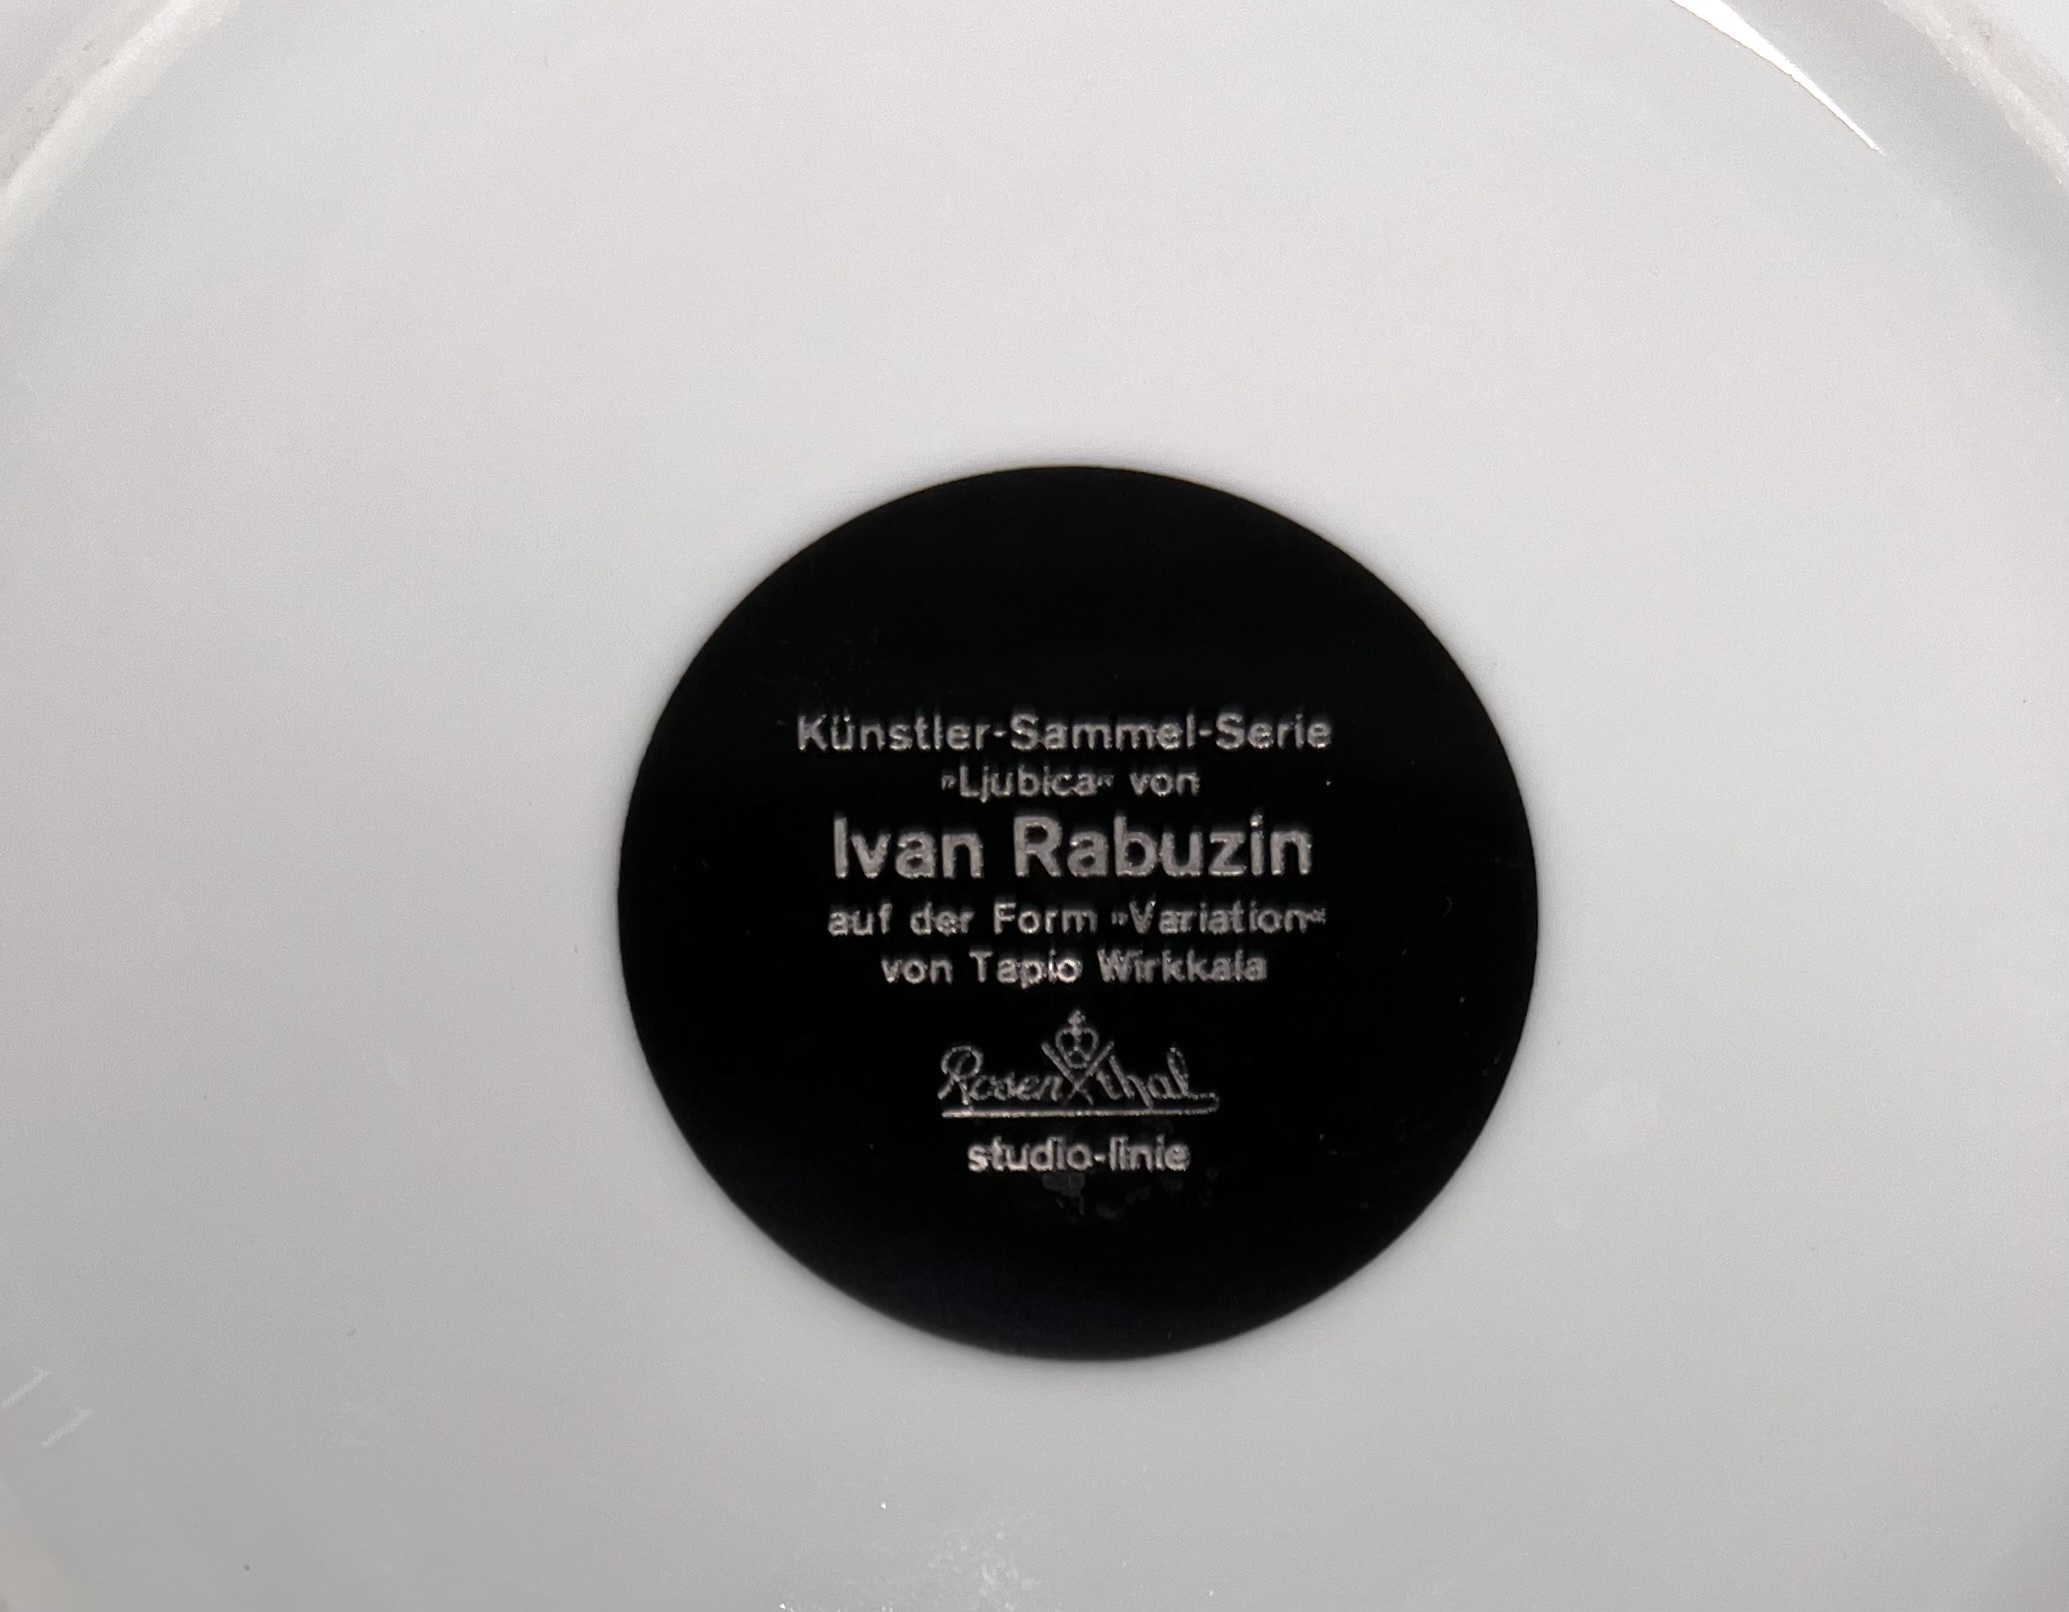 Künstler-Sammel-Serie
»Ljubica« von
Ivan Rabuzin
auf der Form »Variation«
von Tapio Wirkkala
Rosenthal
studio-linie